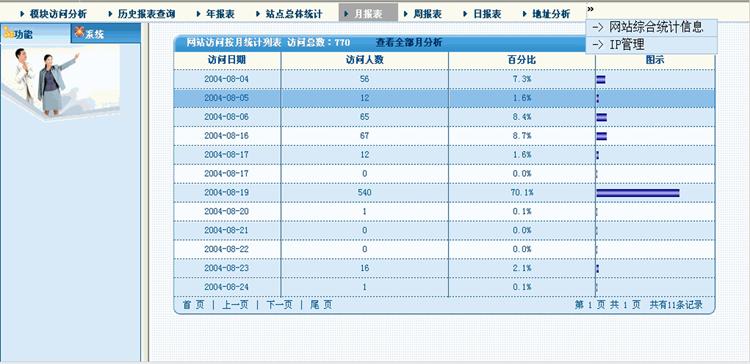 模块访问分析 历史报表查询 年报表 站点总体统计 月报表 周报表 日报表 地址分析 »
-> 网站综合统计信息
-> IP管理
功能 系统
网站访问按月统计列表 访问总数：770 查看全部月分析
访问日期 访问人数 百分比 图示
2004-08-04 56 7.3%
2004-08-05 12 1.6%
2004-08-06 65 8.4%
2004-08-16 67 8.7%
2004-08-17 12 1.6%
2004-08-17 0 0.0%
2004-08-19 540 70.1%
2004-08-20 1 0.1%
2004-08-21 0 0.0%
2004-08-22 0 0.0%
2004-08-23 16 2.1%
2004-08-24 1 0.1%
首 页 | 上一页 | 下一页 | 尾 页 第 1 页 共 1 页 共有11条记录